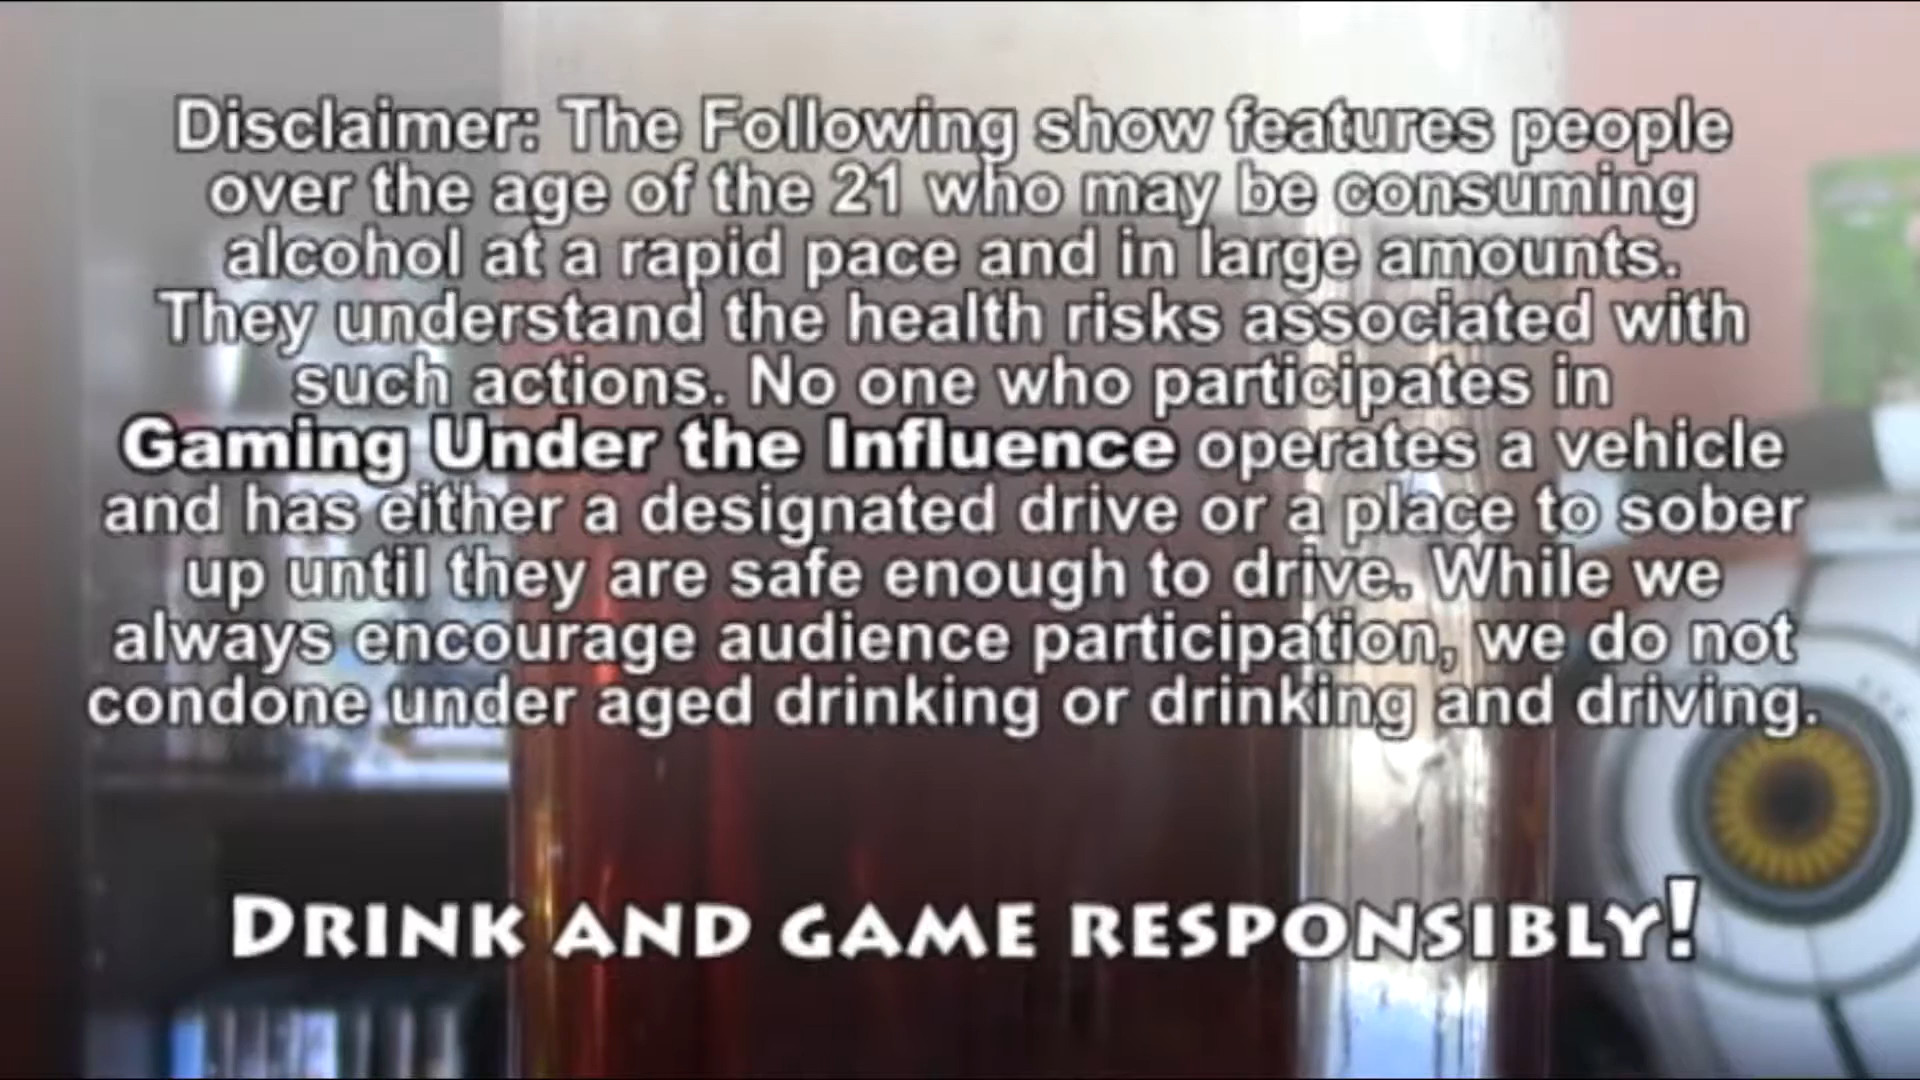 Disclaimer: The Following show features people
over the age of the 21 who may be consuming
alcohol at a rapid pace and in large amounts.
They understand the health risks associated with
such actions. No one who participates in
Gaming Under the Influence operates a vehicle
and has either a designated drive or a place to sober
up until they are safe enough to drive. While we
always encourage audience participation, we do not
condone under aged drinking or drinking and driving.
DRINK AND GAME RESPONSIBLY!